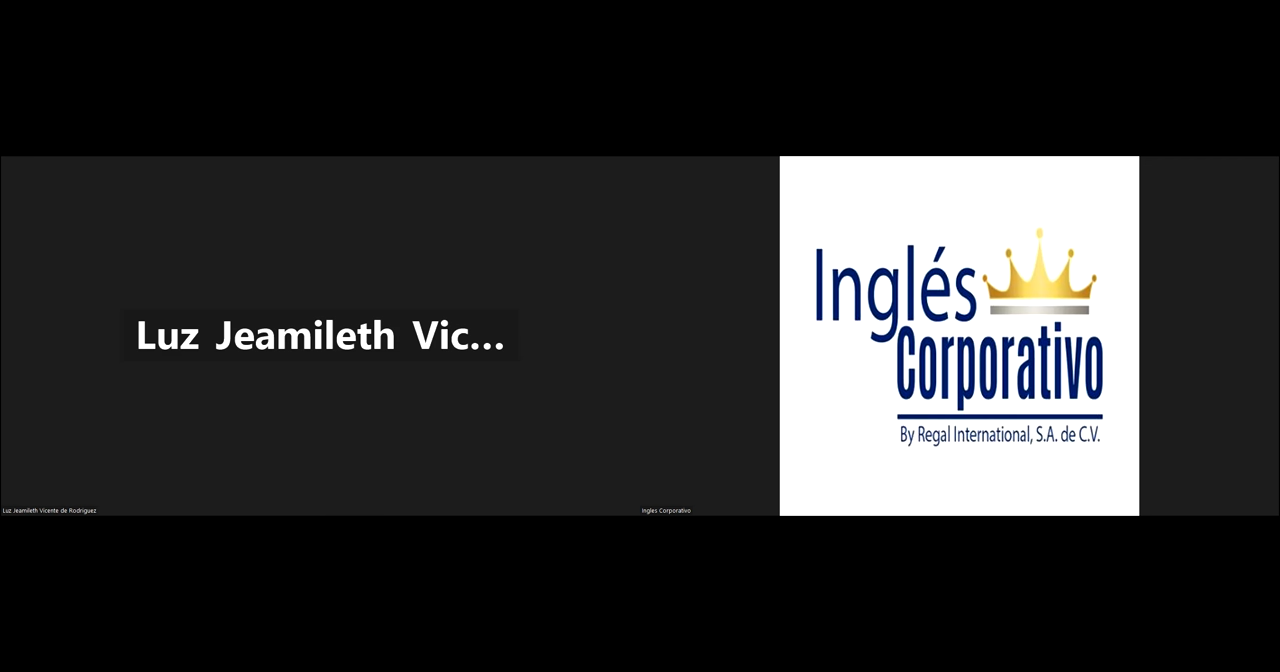 Luz Jeamileth Vic...
Inglés
Corporativo
By Regal International, S.A. de C.V.
Luz Jeamileth Vicente de Rodriguez
Ingles Corporativo